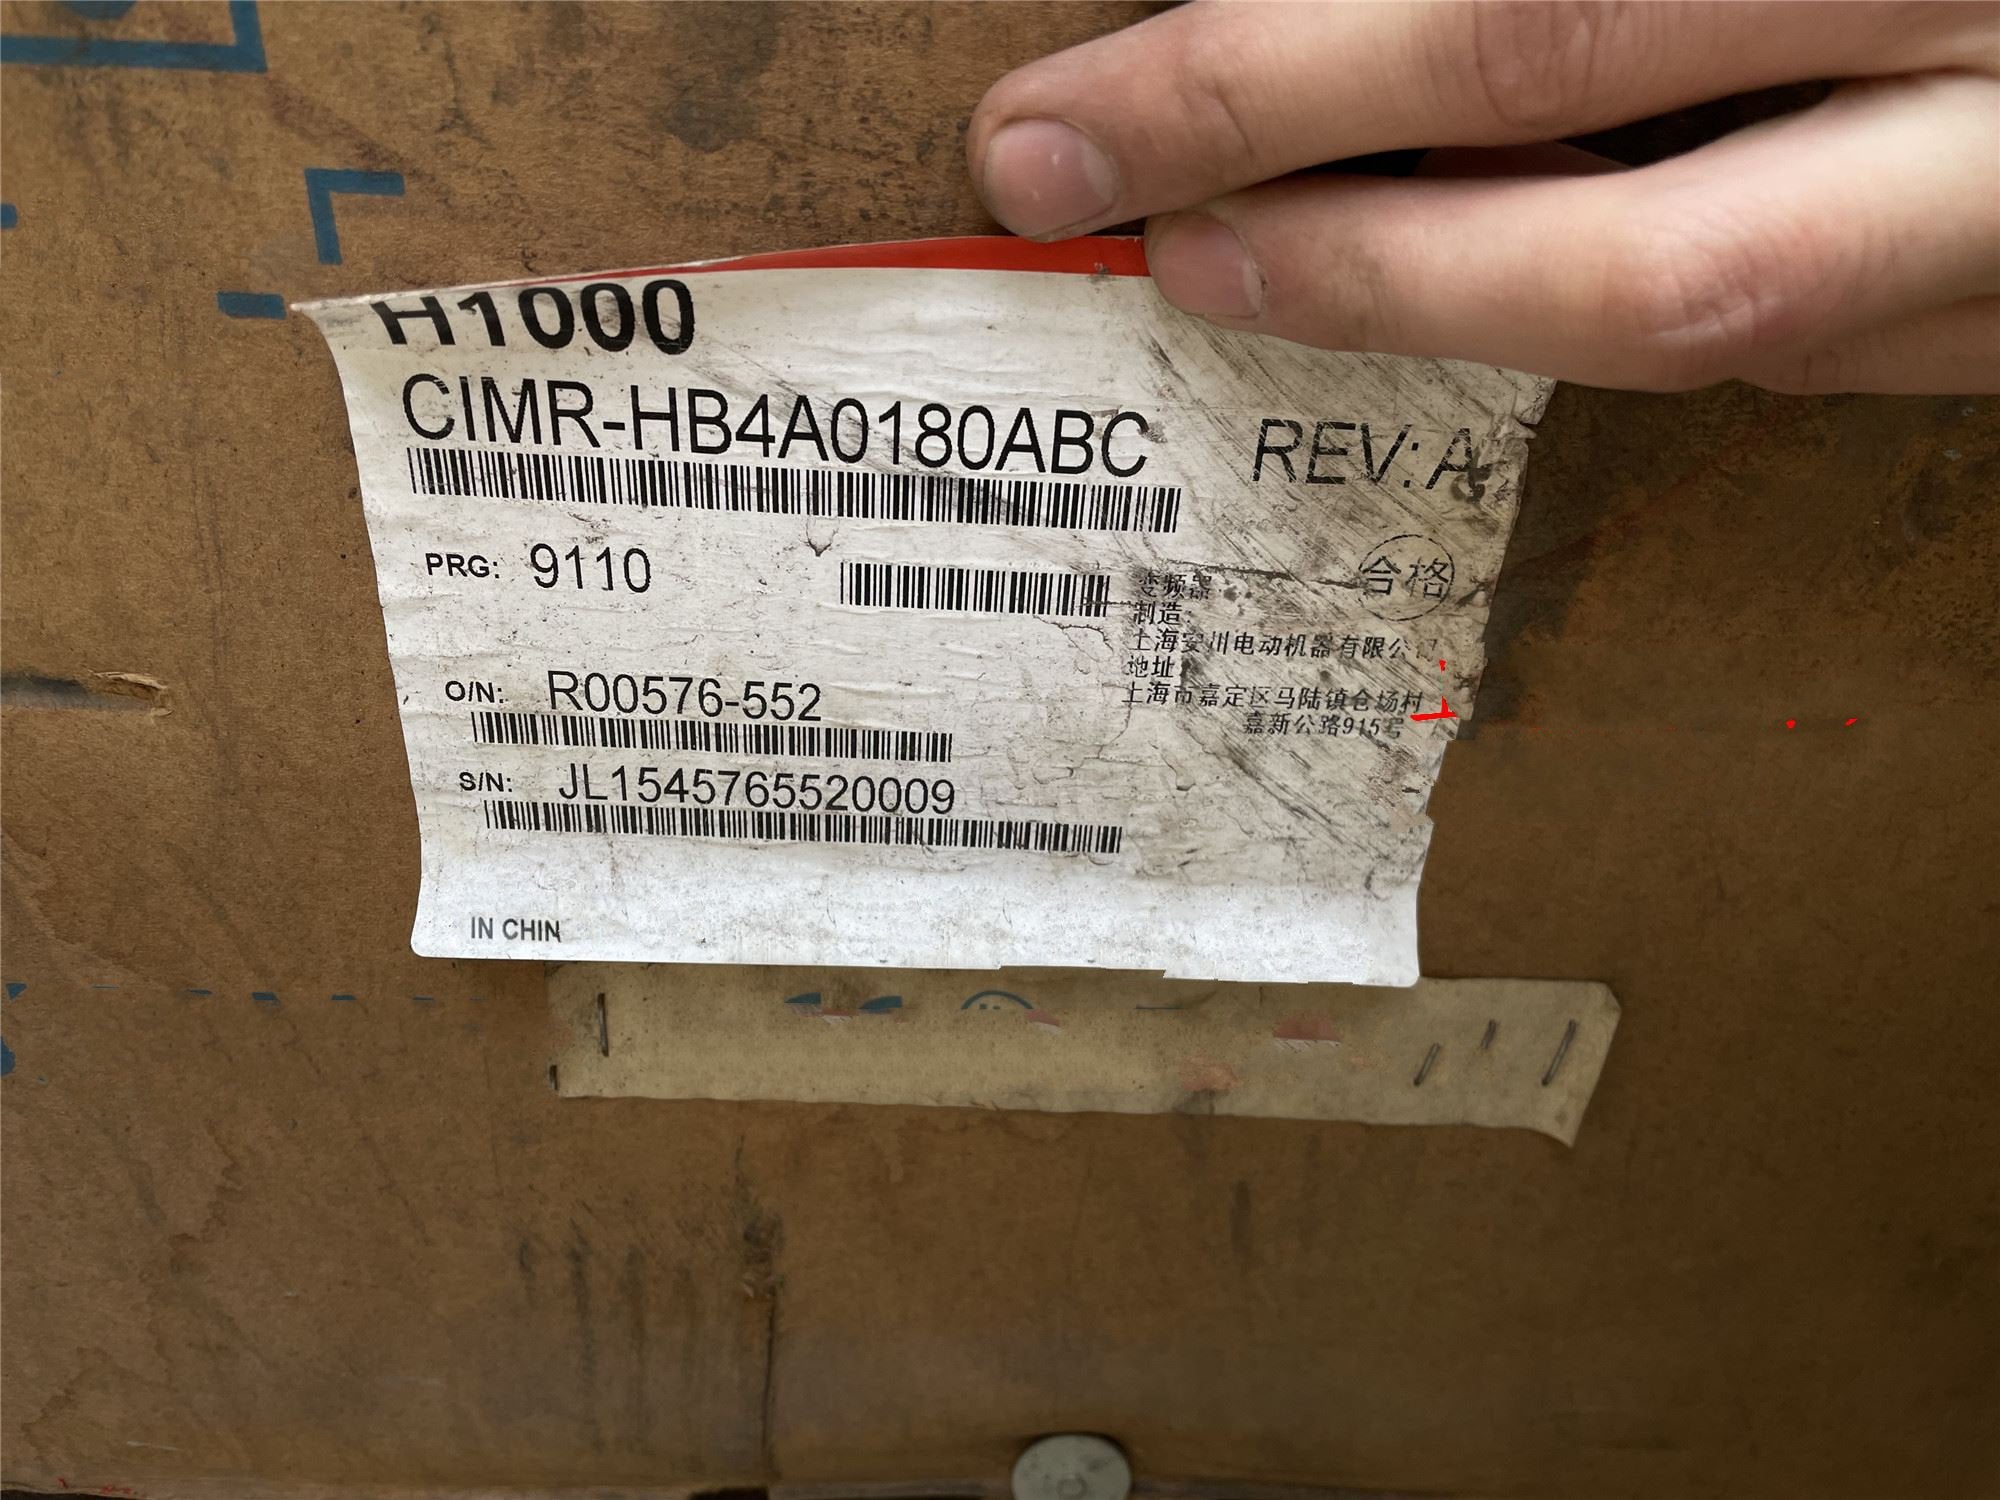 H1000
CIMR-HB4A0180ABC
REV: A
PRG: 9110
合格
变频器
制造:
上海安川电动机器有限公司
地址
上海市嘉定区马陆镇仓场村
嘉新公路915号
O/N: R00576-552
S/N: JL1545765520009
IN CHIN